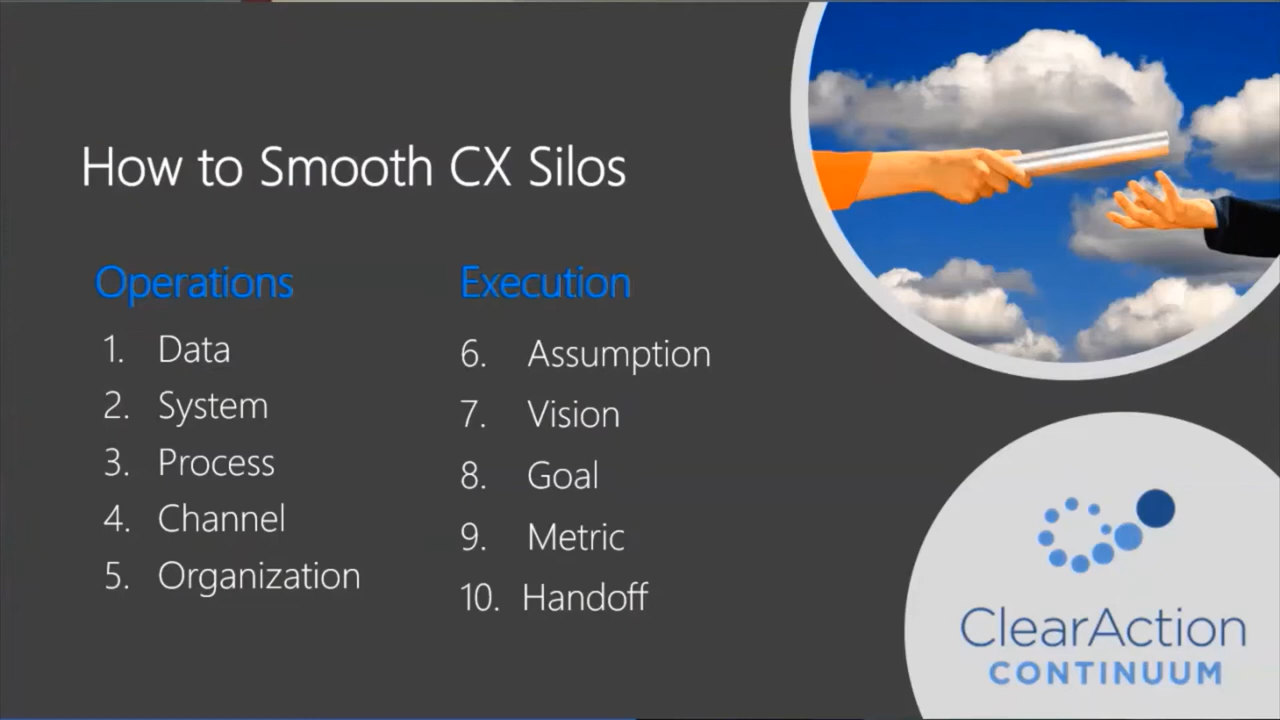 How to Smooth CX Silos
Operations
1. Data
2. System
3. Process
4. Channel
5. Organization
Execution
6. Assumption
7. Vision
8. Goal
9. Metric
10. Handoff
ClearAction
CONTINUUM